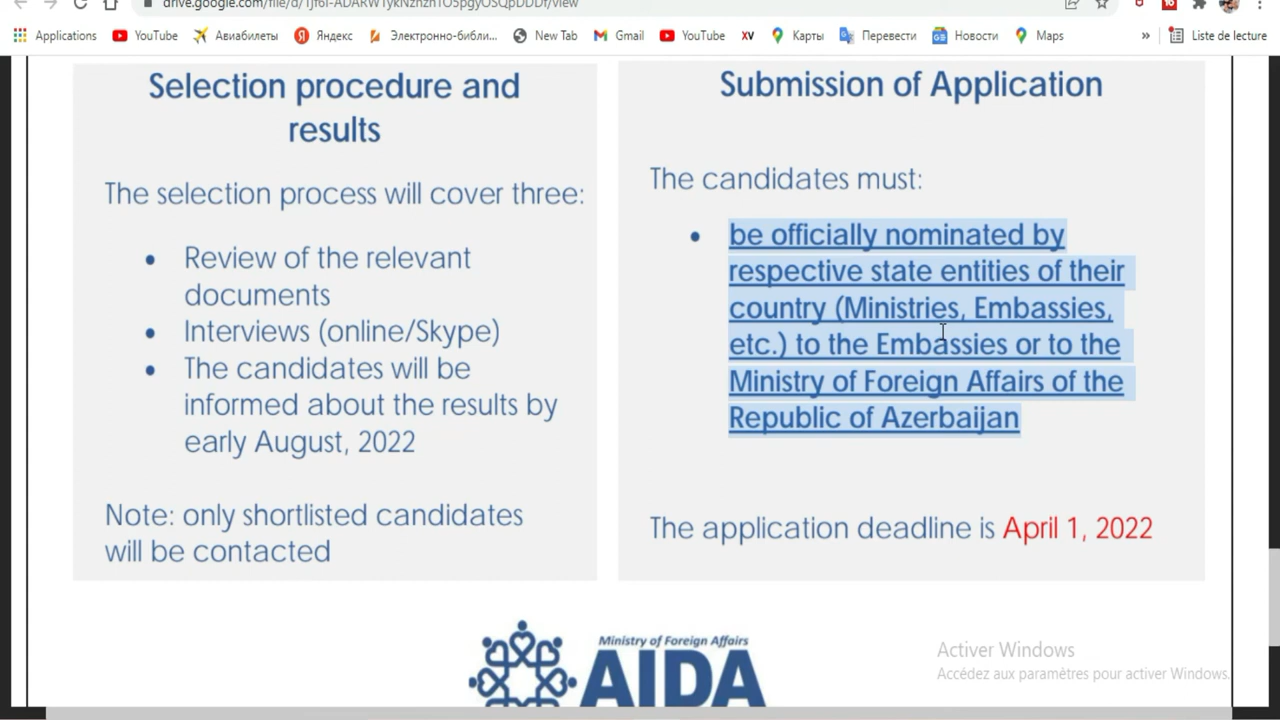 Applications
YouTube
Авиабилеты
Яндекс
Электронно-библи...
New Tab
Gmail
YouTube
XV
Карты
Перевести
Новости
Maps
»
Liste de lecture
Selection procedure and
results
The selection process will cover three:
• Review of the relevant
documents
• Interviews (online/Skype)
• The candidates will be
informed about the results by
early August, 2022
Note: only shortlisted candidates
will be contacted
Submission of Application
The candidates must:
• be officially nominated by
respective state entities of their
country (Ministries, Embassies,
etc.) to the Embassies or to the
Ministry of Foreign Affairs of the
Republic of Azerbaijan
The application deadline is April 1, 2022
Ministry of Foreign Affairs
AIDA
Activer Windows
Accédez aux paramètres pour activer Windows.